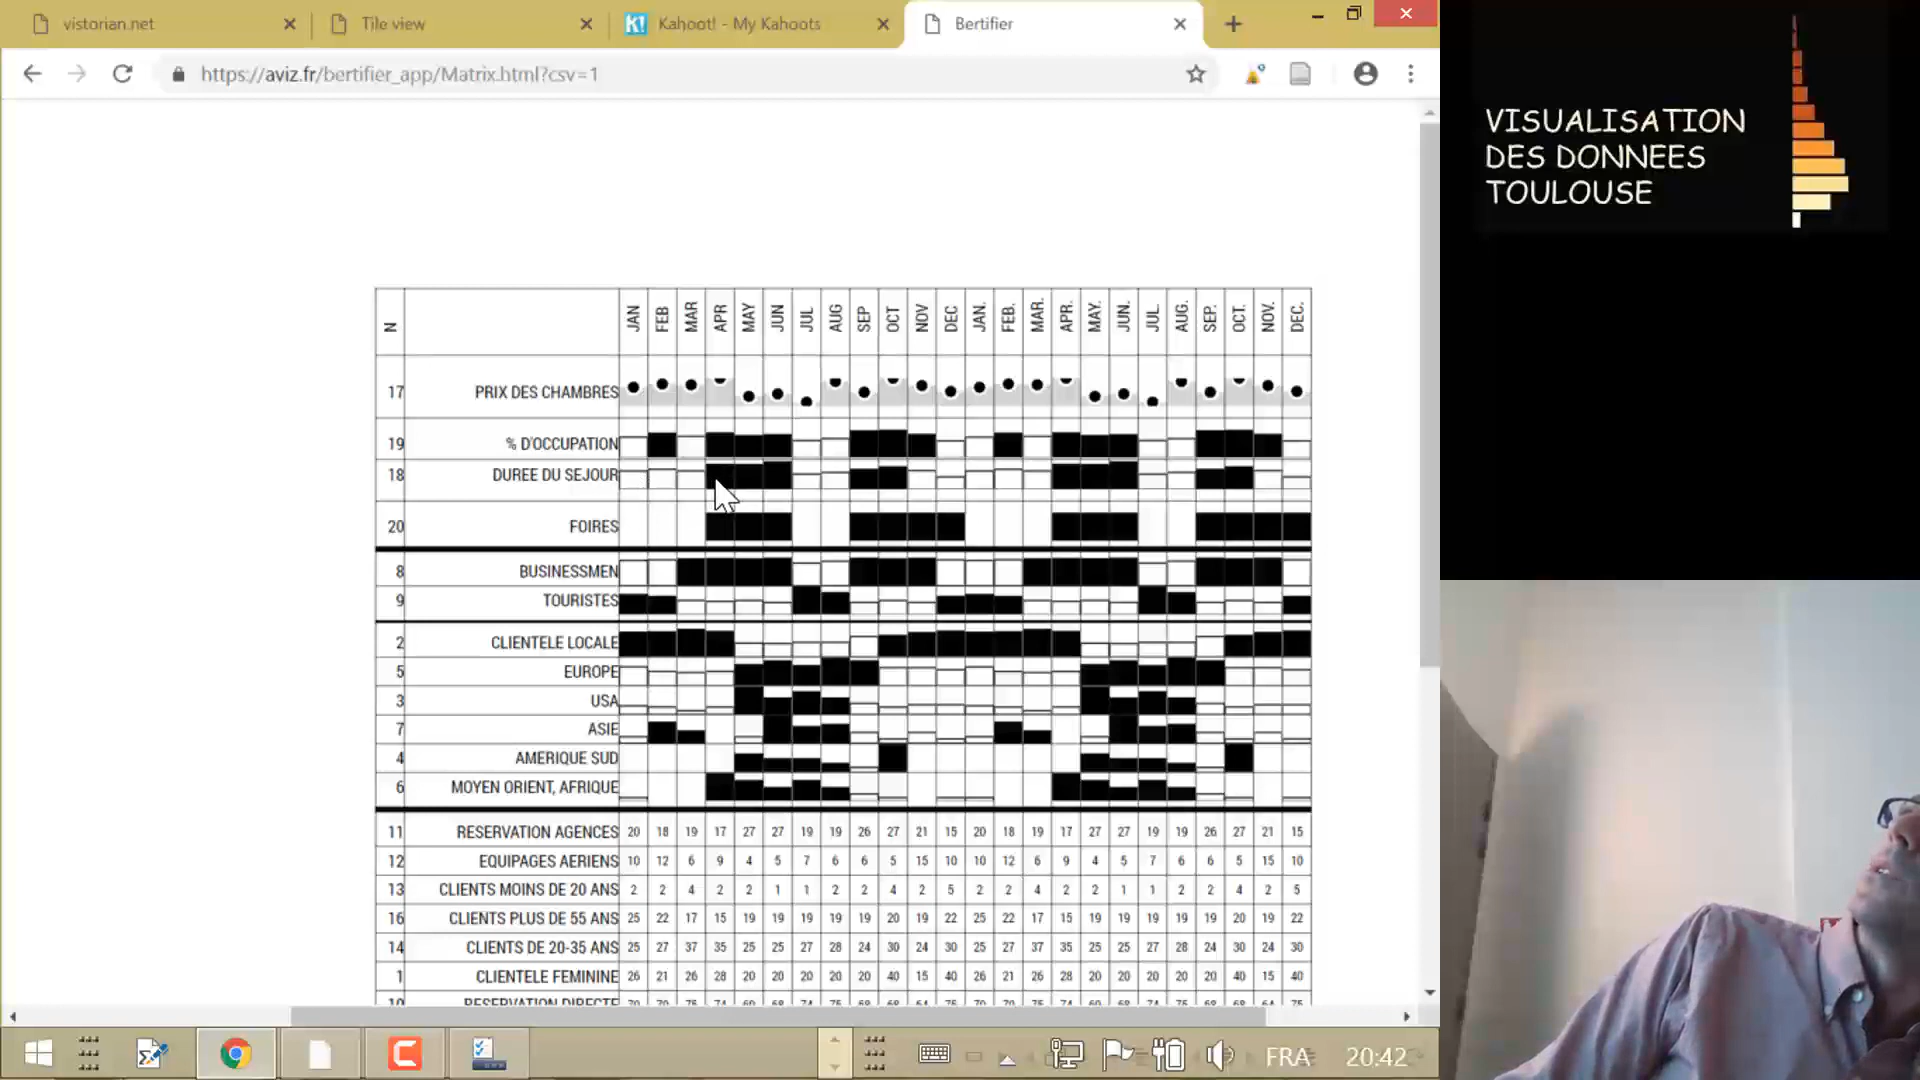 vistorian.net
Tile view
K! Kahoot! - My Kahoots
Bertifier
https://aviz.fr/bertifier_app/Matrix.html?csv=1
VISUALISATION
DES DONNEES
TOULOUSE
N JAN FEB MAR APR MAY JUN JUL AUG SEP OCT NOV DEC JAN. FEB. MAR. APR. MAY. JUN. JUL. AUG. SEP. OCT. NOV. DEC.
17 PRIX DES CHAMBRES
19 % D'OCCUPATION
18 DUREE DU SEJOUR
20 FOIRES
8 BUSINESSMEN
9 TOURISTES
2 CLIENTELE LOCALE
5 EUROPE
3 USA
7 ASIE
4 AMERIQUE SUD
6 MOYEN ORIENT, AFRIQUE
11 RESERVATION AGENCES 20 18 19 17 27 27 19 19 26 27 21 15 20 18 19 17 27 27 19 19 26 27 21 15
12 EQUIPAGES AERIENS 10 12 6 9 4 5 7 6 6 5 15 10 10 12 6 9 4 5 7 6 6 5 15 10
13 CLIENTS MOINS DE 20 ANS 2 2 4 2 2 1 1 2 2 4 2 5 2 2 4 2 2 1 1 2 2 4 2 5
16 CLIENTS PLUS DE 55 ANS 25 22 17 15 19 19 19 19 19 20 19 22 25 22 17 15 19 19 19 19 19 20 19 22
14 CLIENTS DE 20-35 ANS 25 27 37 35 25 25 27 28 24 30 24 30 25 27 37 35 25 25 27 28 24 30 24 30
1 CLIENTELE FEMININE 26 21 26 28 20 20 20 20 20 40 15 40 26 21 26 28 20 20 20 20 20 40 15 40
10 RESERVATION DIRECTE
FRA
20:42